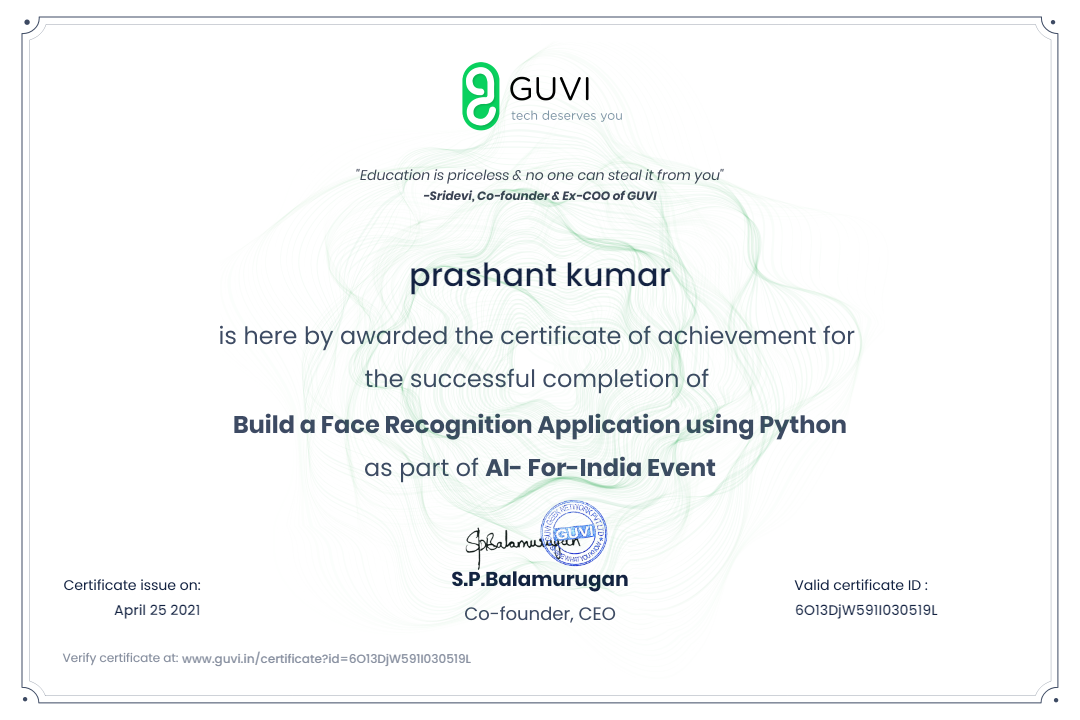 GUVI
tech deserves you
"Education is priceless & no one can steal it from you"
-Sridevi, Co-founder & Ex-COO of GUVI
prashant kumar
is here by awarded the certificate of achievement for
the successful completion of
Build a Face Recognition Application using Python
as part of AI- For-India Event
SpBalamurugan
GUVI
S.P.Balamurugan
Co-founder, CEO
Certificate issue on:
April 25 2021
Valid certificate ID :
6O13DjW591I030519L
Verify certificate at: www.guvi.in/certificate?id=6O13DjW591I030519L